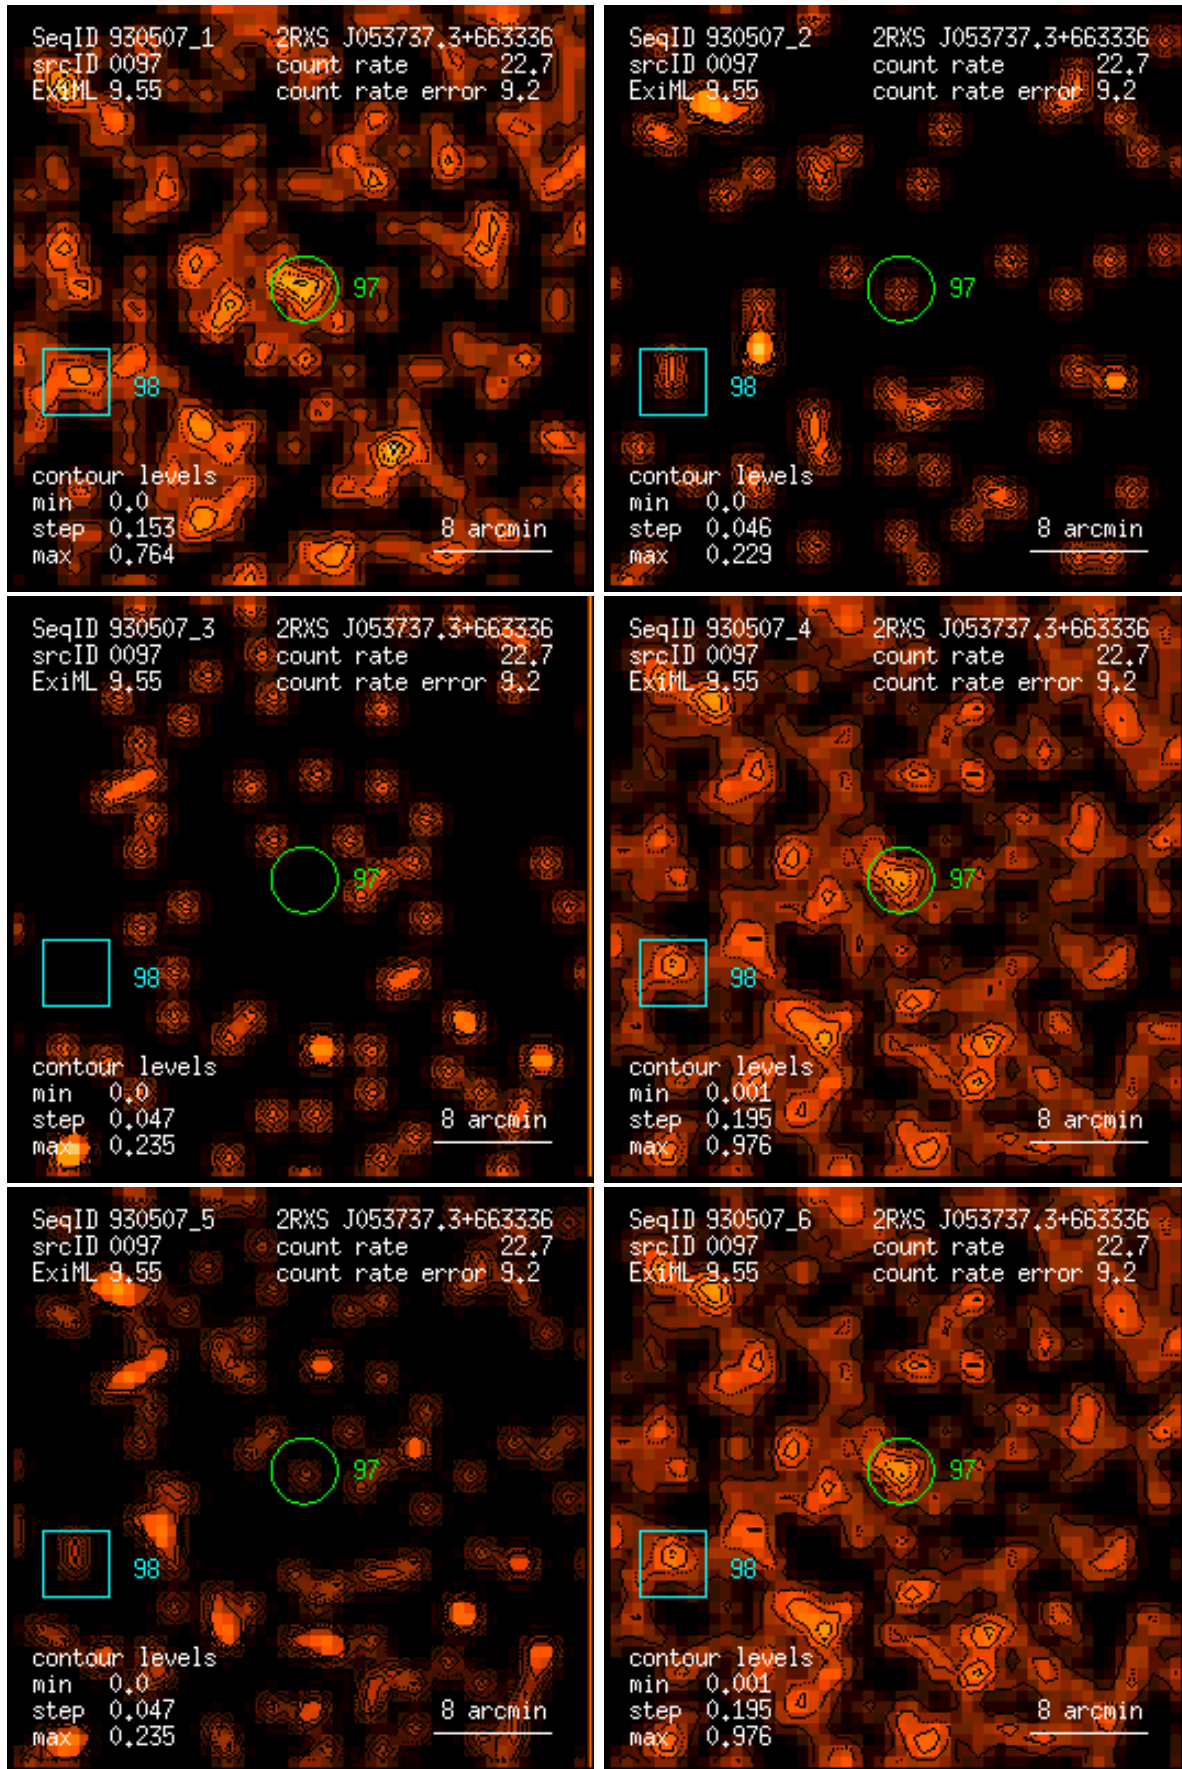 SeqID 930507_1 2RXS J053737.3+663336
srcID 0097 count rate 22.7
ExiML 9.55 count rate error 9.2
97
98
contour levels
min 0.0
step 0.153
max 0.764
8 arcmin
SeqID 930507_2 2RXS J053737.3+663336
srcID 0097 count rate 22.7
ExiML 9.55 count rate error 9.2
97
98
contour levels
min 0.0
step 0.046
max 0.229
8 arcmin
SeqID 930507_3 2RXS J053737.3+663336
srcID 0097 count rate 22.7
ExiML 9.55 count rate error 9.2
97
98
contour levels
min 0.0
step 0.047
max 0.235
8 arcmin
SeqID 930507_4 2RXS J053737.3+663336
srcID 0097 count rate 22.7
ExiML 9.55 count rate error 9.2
97
98
contour levels
min 0.001
step 0.195
max 0.976
8 arcmin
SeqID 930507_5 2RXS J053737.3+663336
srcID 0097 count rate 22.7
ExiML 9.55 count rate error 9.2
97
98
contour levels
min 0.0
step 0.047
max 0.235
8 arcmin
SeqID 930507_6 2RXS J053737.3+663336
srcID 0097 count rate 22.7
ExiML 9.55 count rate error 9.2
97
98
contour levels
min 0.001
step 0.195
max 0.976
8 arcmin